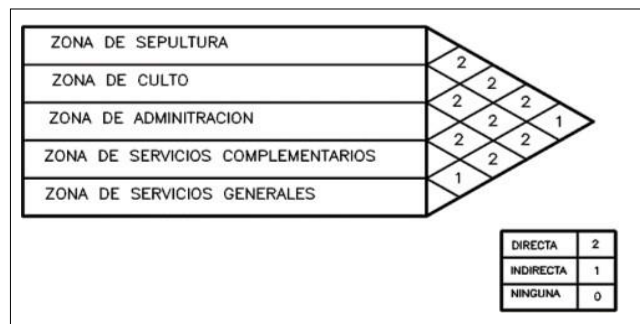 ZONA DE SEPULTURA
2
ZONA DE CULTO 2
2 2
ZONA DE ADMINITRACION 2 1
2 2
ZONA DE SERVICIOS COMPLEMENTARIOS 2
1
ZONA DE SERVICIOS GENERALES
DIRECTA 2
INDIRECTA 1
NINGUNA 0